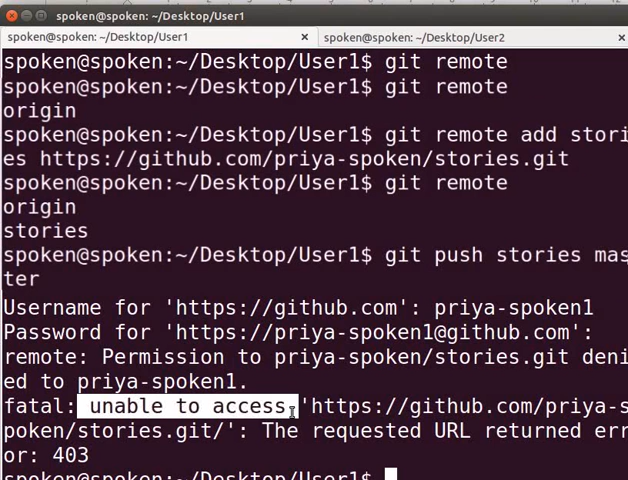 spoken@spoken: ~/Desktop/User1
spoken@spoken: ~/Desktop/User1 × spoken@spoken: ~/Desktop/User2 ×
spoken@spoken:~/Desktop/User1$ git remote
spoken@spoken:~/Desktop/User1$ git remote
origin
spoken@spoken:~/Desktop/User1$ git remote add stori
es https://github.com/priya-spoken/stories.git
spoken@spoken:~/Desktop/User1$ git remote
origin
stories
spoken@spoken:~/Desktop/User1$ git push stories mas
ter
Username for 'https://github.com': priya-spoken1
Password for 'https://priya-spoken1@github.com':
remote: Permission to priya-spoken/stories.git deni
ed to priya-spoken1.
fatal: unable to access 'https://github.com/priya-s
poken/stories.git/': The requested URL returned err
or: 403
spoken@spoken:~/Desktop/User1$